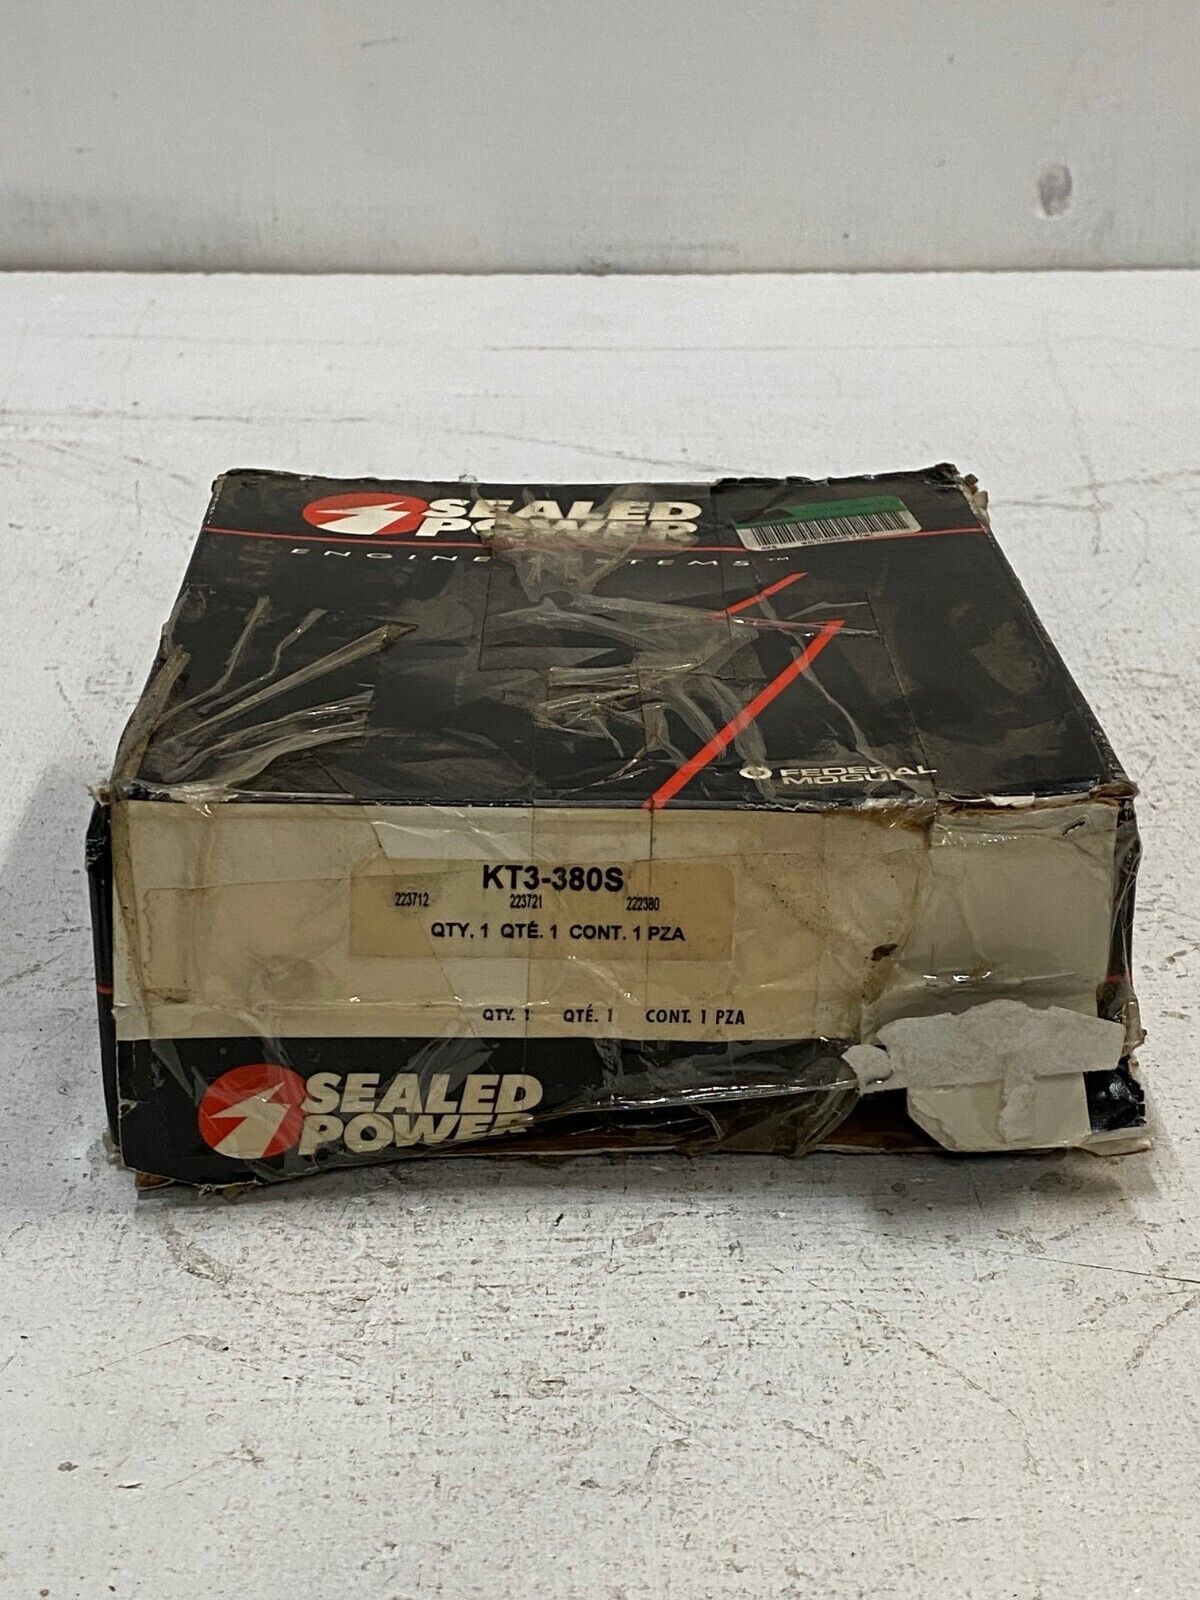 SEALED
POWER
ENGINE SYSTEMS™
FEDERAL
MOGUL
KT3-380S
223712 223721 222380
QTY. 1 QTÉ. 1 CONT. 1 PZA
QTY. 1 QTÉ. 1 CONT. 1 PZA
SEALED
POWER